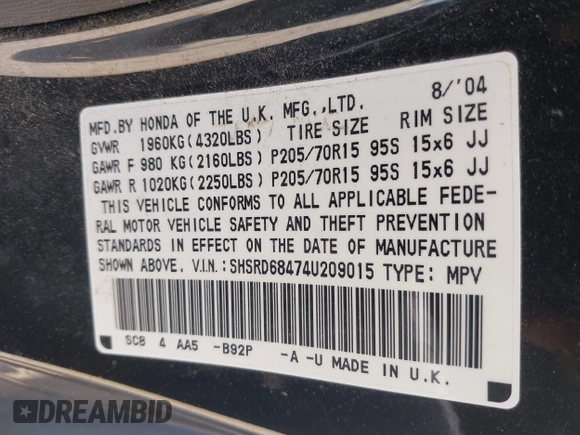 8/'04
MFD.BY HONDA OF THE U.K. MFG.,LTD.
GVWR 1960KG(4320LBS) TIRE SIZE RIM SIZE
GAWR F 980 KG(2160LBS) P205/70R15 95S 15x6 JJ
GAWR R 1020KG(2250LBS) P205/70R15 95S 15x6 JJ
THIS VEHICLE CONFORMS TO ALL APPLICABLE FEDE-
RAL MOTOR VEHICLE SAFETY AND THEFT PREVENTION
STANDARDS IN EFFECT ON THE DATE OF MANUFACTURE
SHOWN ABOVE. V.I.N.:SHSRD68474U209015 TYPE: MPV
SCB 4 AA5 -B92P -A -U MADE IN U.K.
DREAMBID